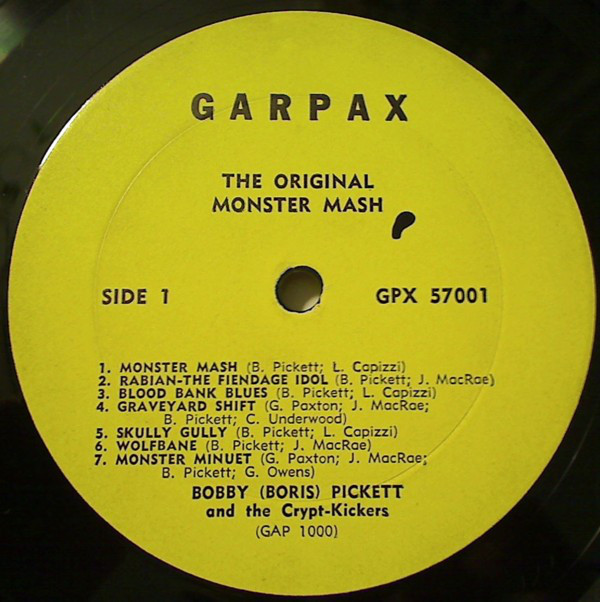 GARPAX
THE ORIGINAL
MONSTER MASH
SIDE 1
GPX 57001
1. MONSTER MASH (B. Pickett; L. Capizzi)
2. RABIAN-THE FIENDAGE IDOL (B. Pickett; J. MacRae)
3. BLOOD BANK BLUES (B. Pickett; L. Capizzi)
4. GRAVEYARD SHIFT (G. Paxton; J. MacRae;
B. Pickett; C. Underwood)
5. SKULLY GULLY (B. Pickett; L. Capizzi)
6. WOLFBANE (B. Pickett; J. MacRae)
7. MONSTER MINUET (G. Paxton; J. MacRae;
B. Pickett; G. Owens)
BOBBY (BORIS) PICKETT
and the Crypt-Kickers
(GAP 1000)